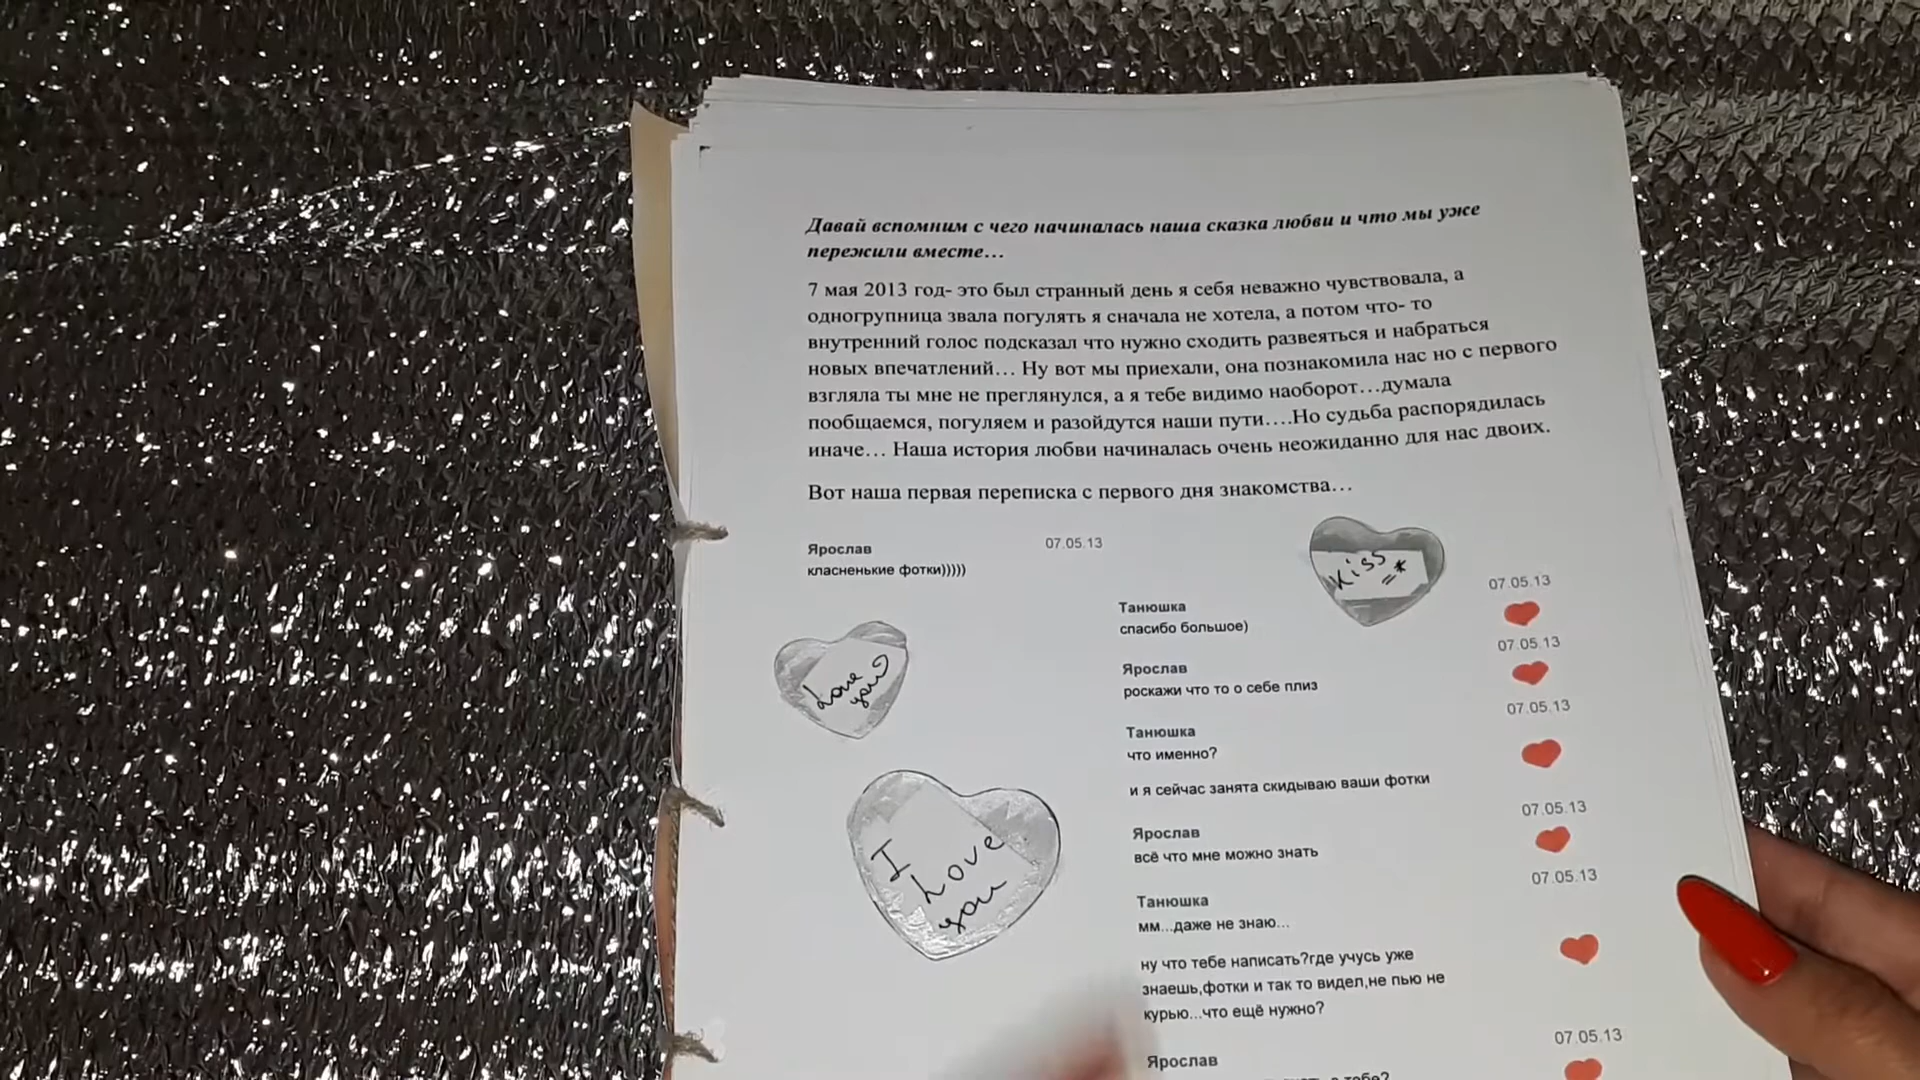 Давай вспомним с чего начиналась наша сказка любви и что мы уже
пережили вместе…
7 мая 2013 год- это был странный день я себя неважно чувствовала, а
одногрупница звала погулять я сначала не хотела, а потом что- то
внутренний голос подсказал что нужно сходить развеяться и набраться
новых впечатлений… Ну вот мы приехали, она познакомила нас но с первого
взгляла ты мне не преглянулся, а я тебе видимо наоборот…думала
пообщаемся, погуляем и разойдутся наши пути….Но судьба распорядилась
иначе… Наша история любви начиналась очень неожиданно для нас двоих.
Вот наша первая переписка с первого дня знакомства…
Ярослав 07.05.13
класненькие фотки)))))
Kiss
=*
07.05.13
Танюшка
спасибо большое)
07.05.13
Ярослав
роскажи что то о себе плиз
Love
you
07.05.13
Танюшка
что именно?
и я сейчас занята скидываю ваши фотки
07.05.13
Ярослав
всё что мне можно знать
I
Love
you
07.05.13
Танюшка
мм...даже не знаю...
ну что тебе написать?где учусь уже
знаешь,фотки и так то видел,не пью не
курью...что ещё нужно?
07.05.13
Ярослав
тебе?